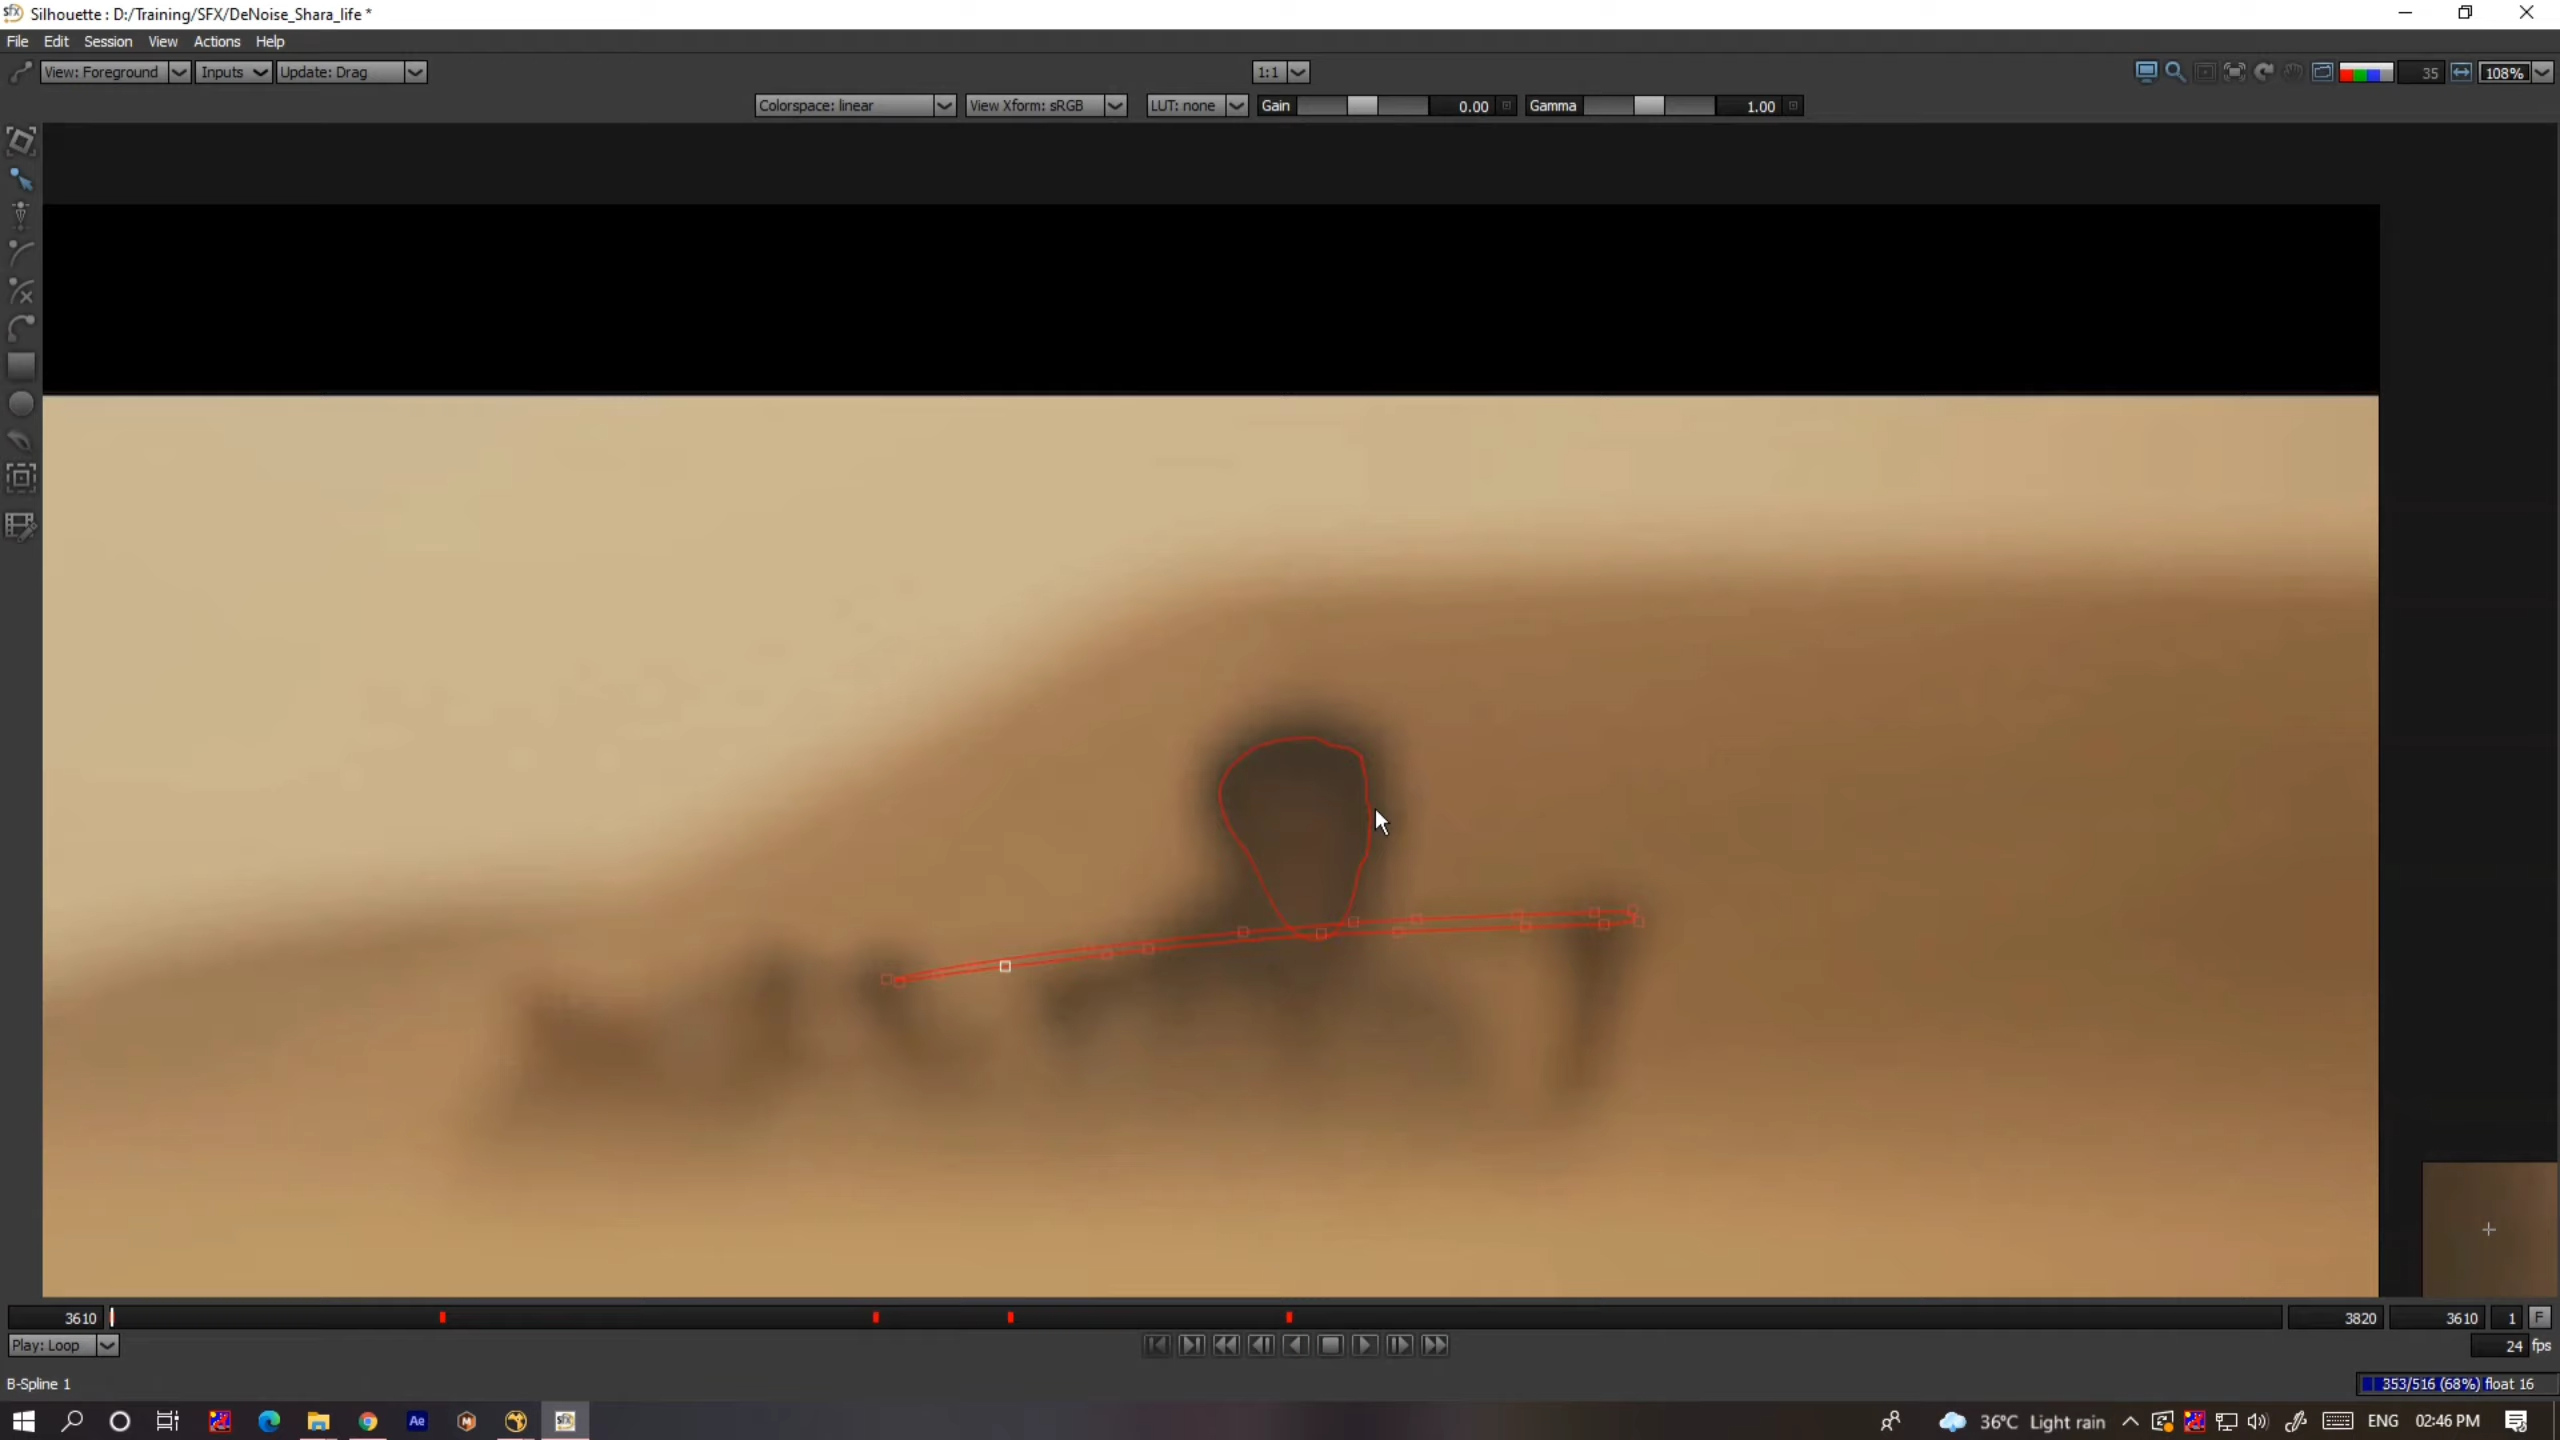 Silhouette : D:/Training/SFX/DeNoise_Shara_life *
File Edit Session View Actions Help
View: Foreground Inputs Update: Drag 1:1 35 108%
Colorspace: linear View Xform: sRGB LUT: none Gain 0.00 Gamma 1.00
3610 3820 3610 1 F
Play: Loop 24 fps
B-Spline 1 353/516 (68%) float 16
Ae M SFX 36°C Light rain ENG 02:46 PM